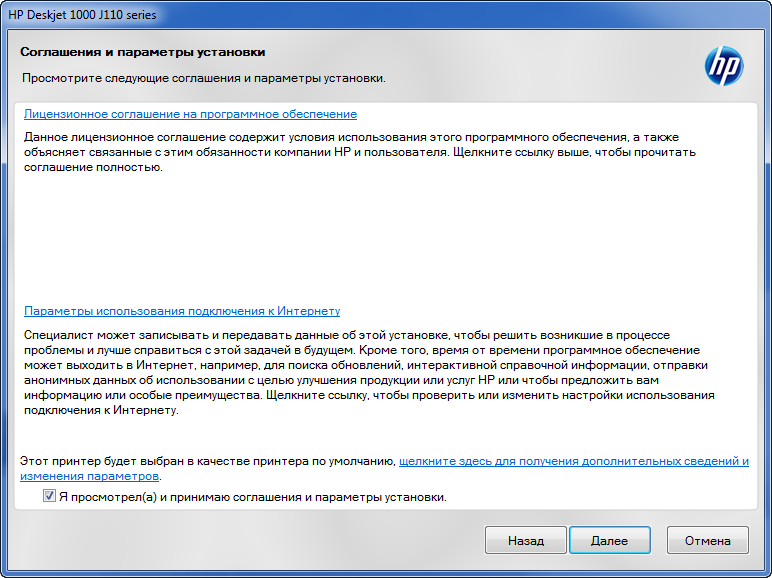 HP Deskjet 1000 J110 series
Соглашения и параметры установки
Просмотрите следующие соглашения и параметры установки.
hp
Лицензионное соглашение на программное обеспечение
Данное лицензионное соглашение содержит условия использования этого программного обеспечения, а также
объясняет связанные с этим обязанности компании HP и пользователя. Щелкните ссылку выше, чтобы прочитать
соглашение полностью.
Параметры использования подключения к Интернету
Специалист может записывать и передавать данные об этой установке, чтобы решить возникшие в процессе
проблемы и лучше справиться с этой задачей в будущем. Кроме того, время от времени программное обеспечение
может выходить в Интернет, например, для поиска обновлений, интерактивной справочной информации, отправки
анонимных данных об использовании с целью улучшения продукции или услуг HP или чтобы предложить вам
информацию или особые преимущества. Щелкните ссылку, чтобы проверить или изменить настройки использования
подключения к Интернету.
Этот принтер будет выбран в качестве принтера по умолчанию, щелкните здесь для получения дополнительных сведений и
изменения параметров.
Я просмотрел(а) и принимаю соглашения и параметры установки.
Назад Далее Отмена